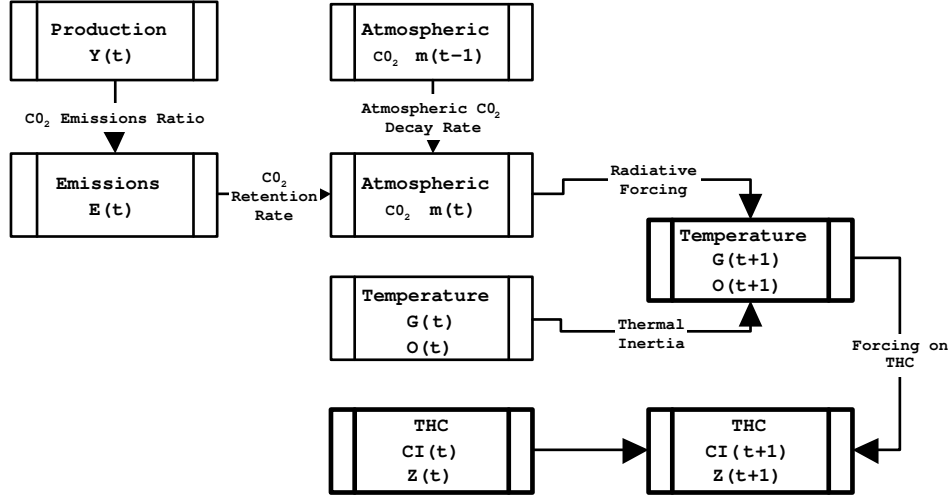 Production
Y(t)
Atmospheric
CO₂ m(t−1)
CO₂ Emissions Ratio
Atmospheric CO₂
Decay Rate
Emissions
E(t)
CO₂
Retention
Rate
Atmospheric
CO₂ m(t)
Radiative
Forcing
Temperature
G(t+1)
O(t+1)
Temperature
G(t)
O(t)
Thermal
Inertia
Forcing on
THC
THC
CI(t)
Z(t)
THC
CI(t+1)
Z(t+1)